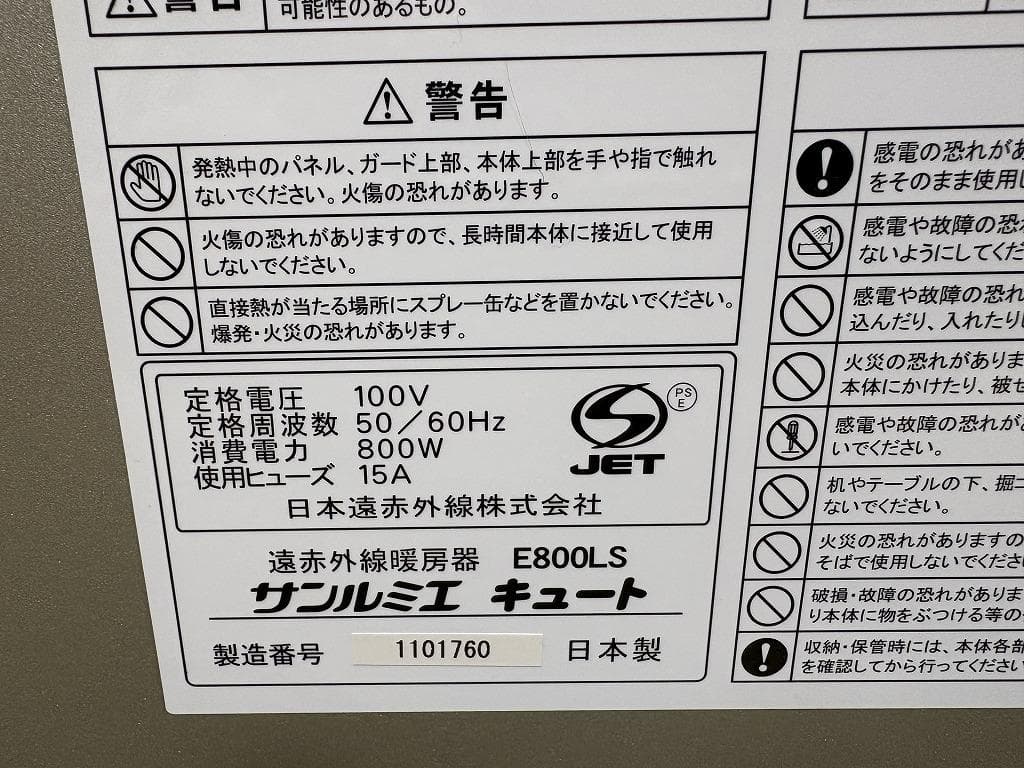 警告
可能性のあるもの。
警告
発熱中のパネル、ガード上部、本体上部を手や指で触れ
ないでください。火傷の恐れがあります。
火傷の恐れがありますので、長時間本体に接近して使用
しないでください。
直接熱が当たる場所にスプレー缶などを置かないでください。
爆発・火災の恐れがあります。
定格電圧 100V
定格周波数 50／60Hz
消費電力 800W
使用ヒューズ 15A
JET
PS
E
日本遠赤外線株式会社
遠赤外線暖房器 E800LS
サンルミエ キュート
製造番号 1101760 日本製
感電の恐れがあ
をそのまま使用し
感電や故障の恐
ないようにしてくだ
感電や故障の恐れ
込んだり、入れたり
火災の恐れがありま
本体にかけたり、被せ
感電や故障の恐れが
いでください。
机やテーブルの下、掘
ないでください。
火災の恐れがありますの
そばで使用しないでくださ
破損・故障の恐れがありま
り本体に物をぶつける等の
収納・保管時には、本体各部
を確認してから行ってください